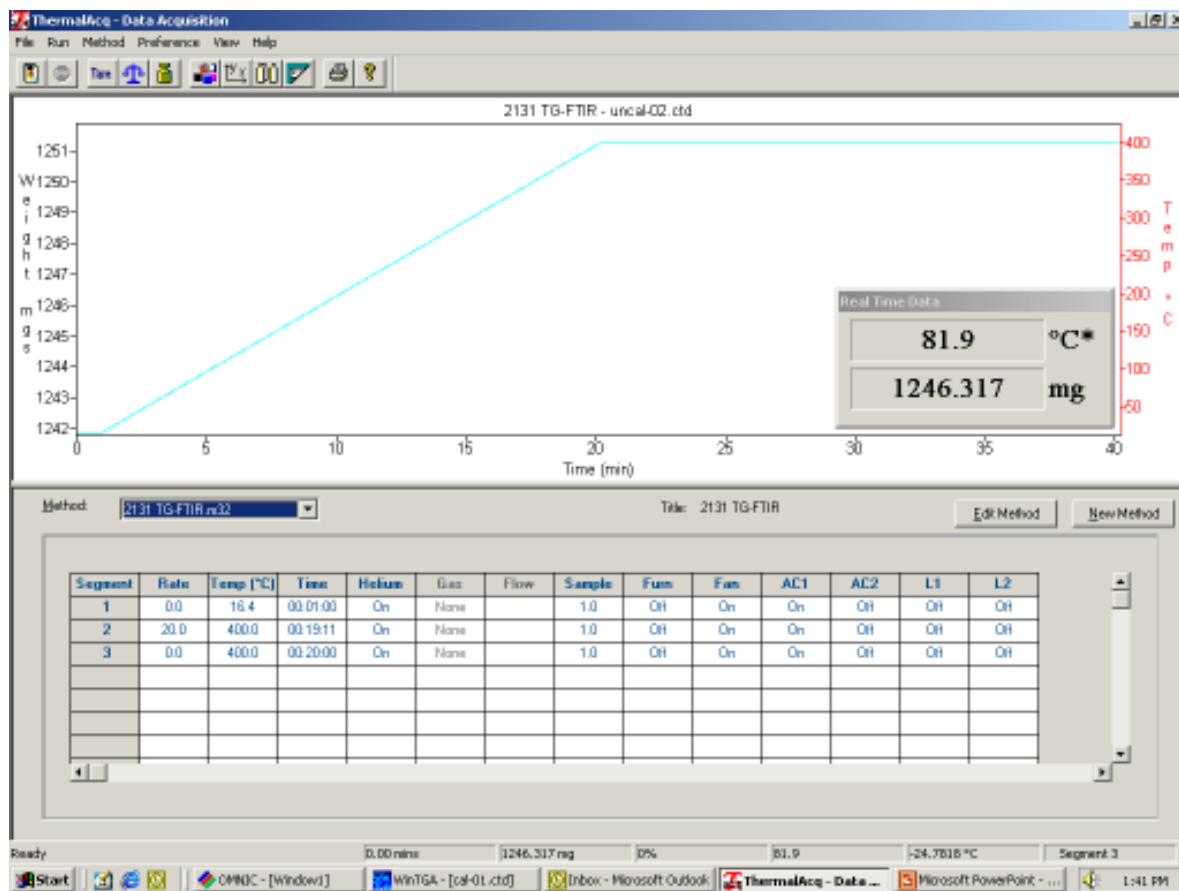 ThermalAcq - Data Acquisition
File Run Method Preference View Help
Tare
2131 TG-FTIR - uncal-02.ctd
Weight mgs
1251
1250
1249
1248
1247
1246
1245
1244
1243
1242
400
350
300
250
200
150
100
50
Temp °C
Real Time Data
81.9 °C*
1246.317 mg
0 5 10 15 20 25 30 35 40
Time (min)
Method: 2131 TG-FTIR.m32 Title: 2131 TG-FTIR Edit Method New Method
Segment Rate Temp (°C) Time Helium Gas Flow Sample Furn Fan AC1 AC2 L1 L2
1 0.0 16.4 00:01:00 On None 1.0 Off On On Off Off Off
2 20.0 400.0 00:19:11 On None 1.0 Off On On Off Off Off
3 0.0 400.0 00:20:00 On None 1.0 Off On On Off Off Off
Ready 0.00 mins 1246.317 mg 0% 81.9 -24.7818 °C Segment 3
Start OMNIC - [Window1] WinTGA - [cal-01.ctd] Inbox - Microsoft Outlook ThermalAcq - Data ... Microsoft PowerPoint - ... 1:41 PM